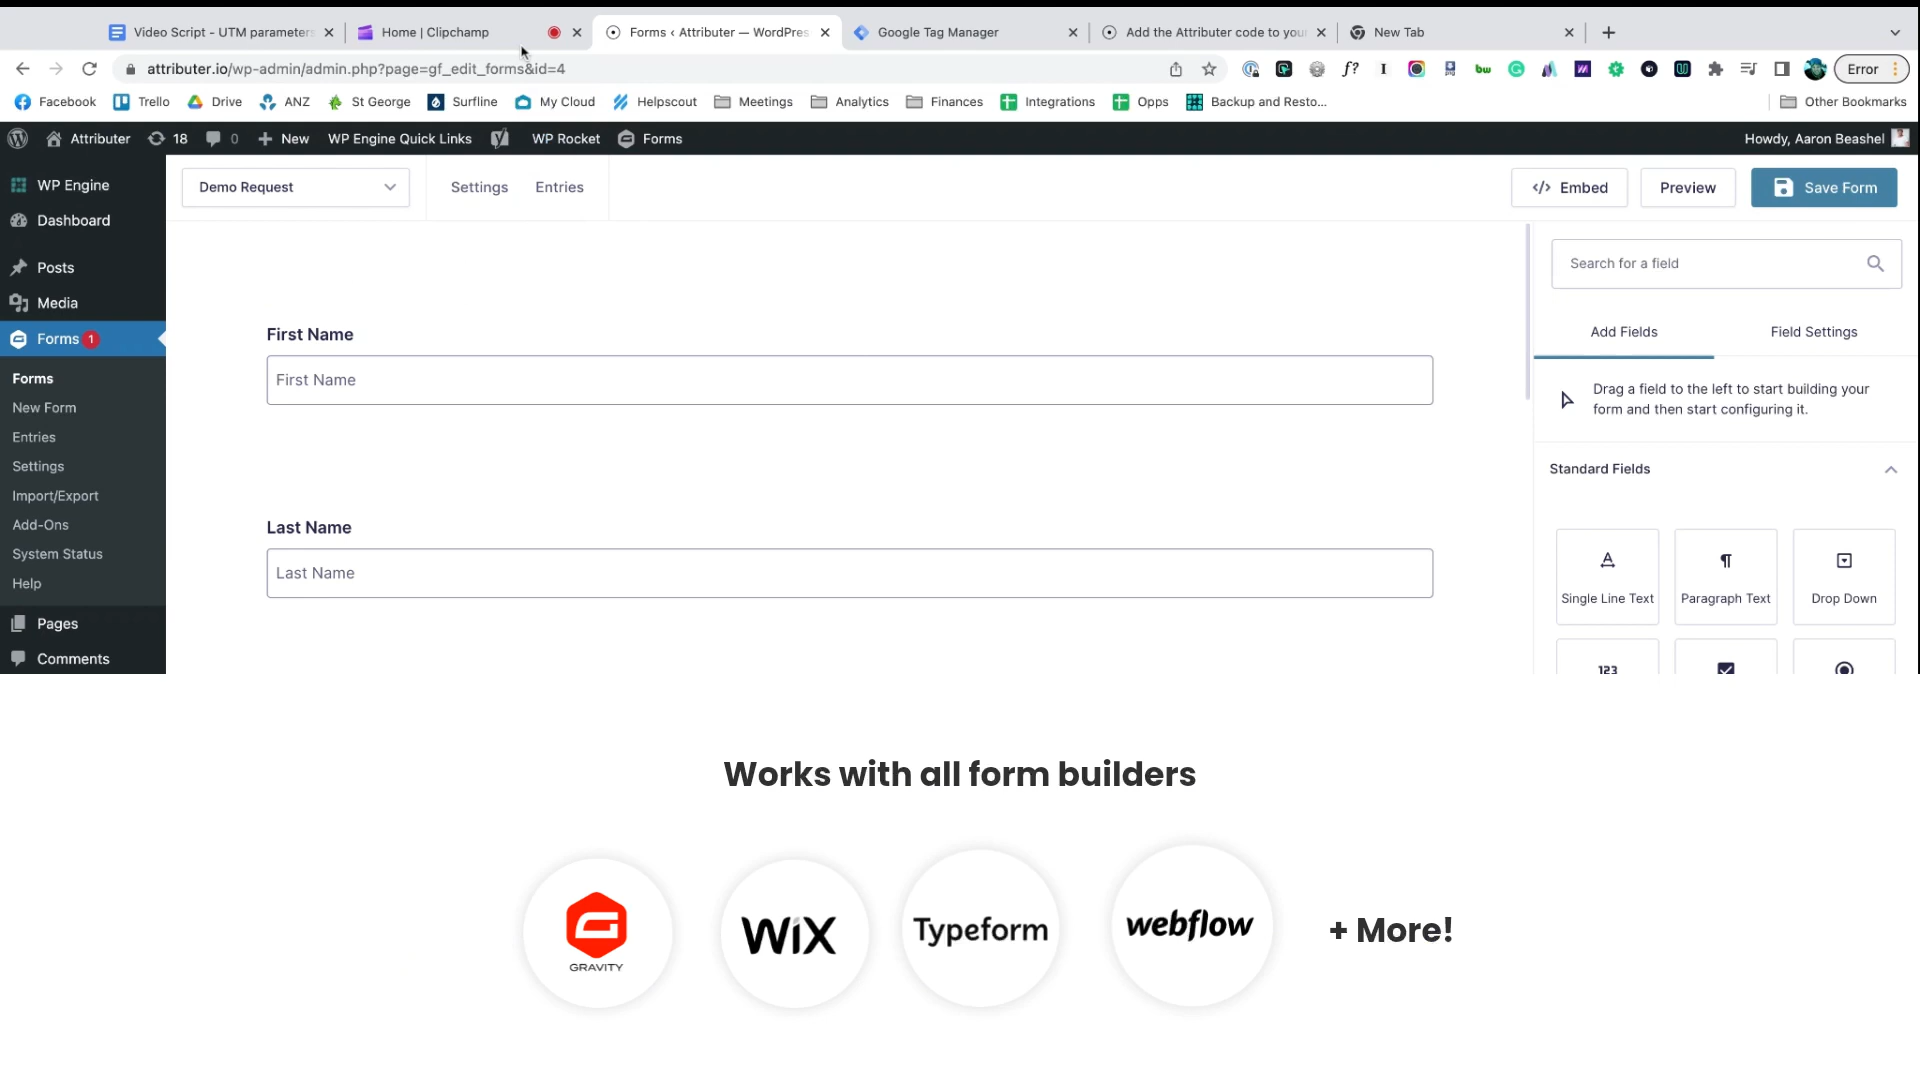 Video Script - UTM parameters
Home | Clipchamp
Forms ‹ Attributer — WordPres
Google Tag Manager
Add the Attributer code to your
New Tab
attributer.io/wp-admin/admin.php?page=gf_edit_forms&id=4
f?
I
bw
Error
Facebook
Trello
Drive
ANZ
St George
Surfline
My Cloud
Helpscout
Meetings
Analytics
Finances
Integrations
Opps
Backup and Resto...
Other Bookmarks
Attributer
18
0
New
WP Engine Quick Links
WP Rocket
Forms
Howdy, Aaron Beashel
WP Engine
Dashboard
Posts
Media
Forms 1
Forms
New Form
Entries
Settings
Import/Export
Add-Ons
System Status
Help
Pages
Comments
Demo Request
Settings
Entries
</> Embed
Preview
Save Form
First Name
First Name
Last Name
Last Name
Search for a field
Add Fields
Field Settings
Drag a field to the left to start building your
form and then start configuring it.
Standard Fields
Single Line Text
Paragraph Text
Drop Down
123
Works with all form builders
GRAVITY
WiX
Typeform
webflow
+ More!